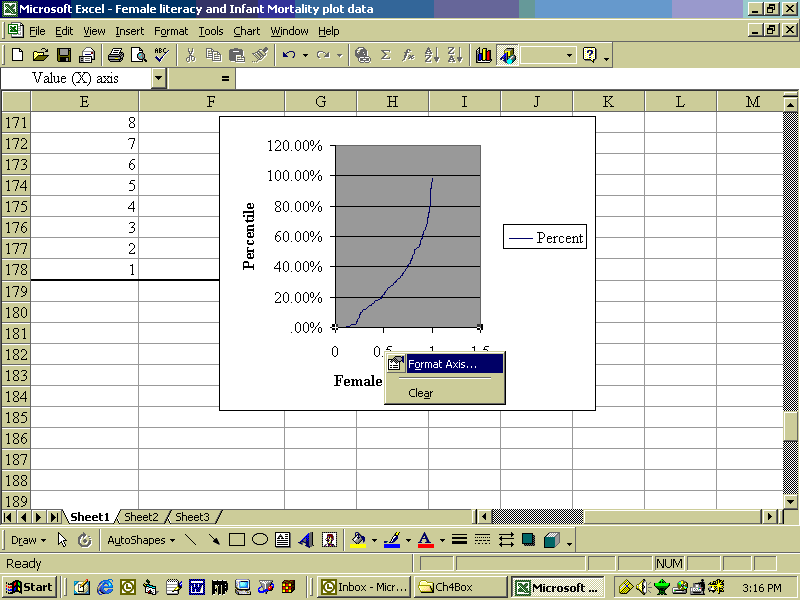 Microsoft Excel - Female literacy and Infant Mortality plot data
File Edit View Insert Format Tools Chart Window Help
Value (X) axis =
E F G H I J K L M
171 8
172 7
173 6
174 5
175 4
176 3
177 2
178 1
179
180
181
182
183
184
185
186
187
188
189
120.00%
100.00%
80.00%
60.00%
40.00%
20.00%
.00%
Percentile
Percent
0 0.5 1 1.5
Female
Format Axis...
Clear
Sheet1 Sheet2 Sheet3
Draw AutoShapes
Ready NUM
Start Inbox - Micr... Ch4Box Microsoft ... 3:16 PM